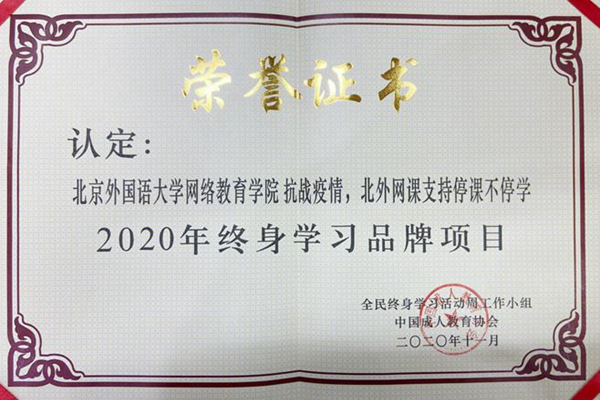 荣誉证书
认定：
北京外国语大学网络教育学院 抗战疫情，北外网课支持停课不停学
2020年终身学习品牌项目
全民终身学习活动周工作小组
中国成人教育协会
二〇二〇年十一月